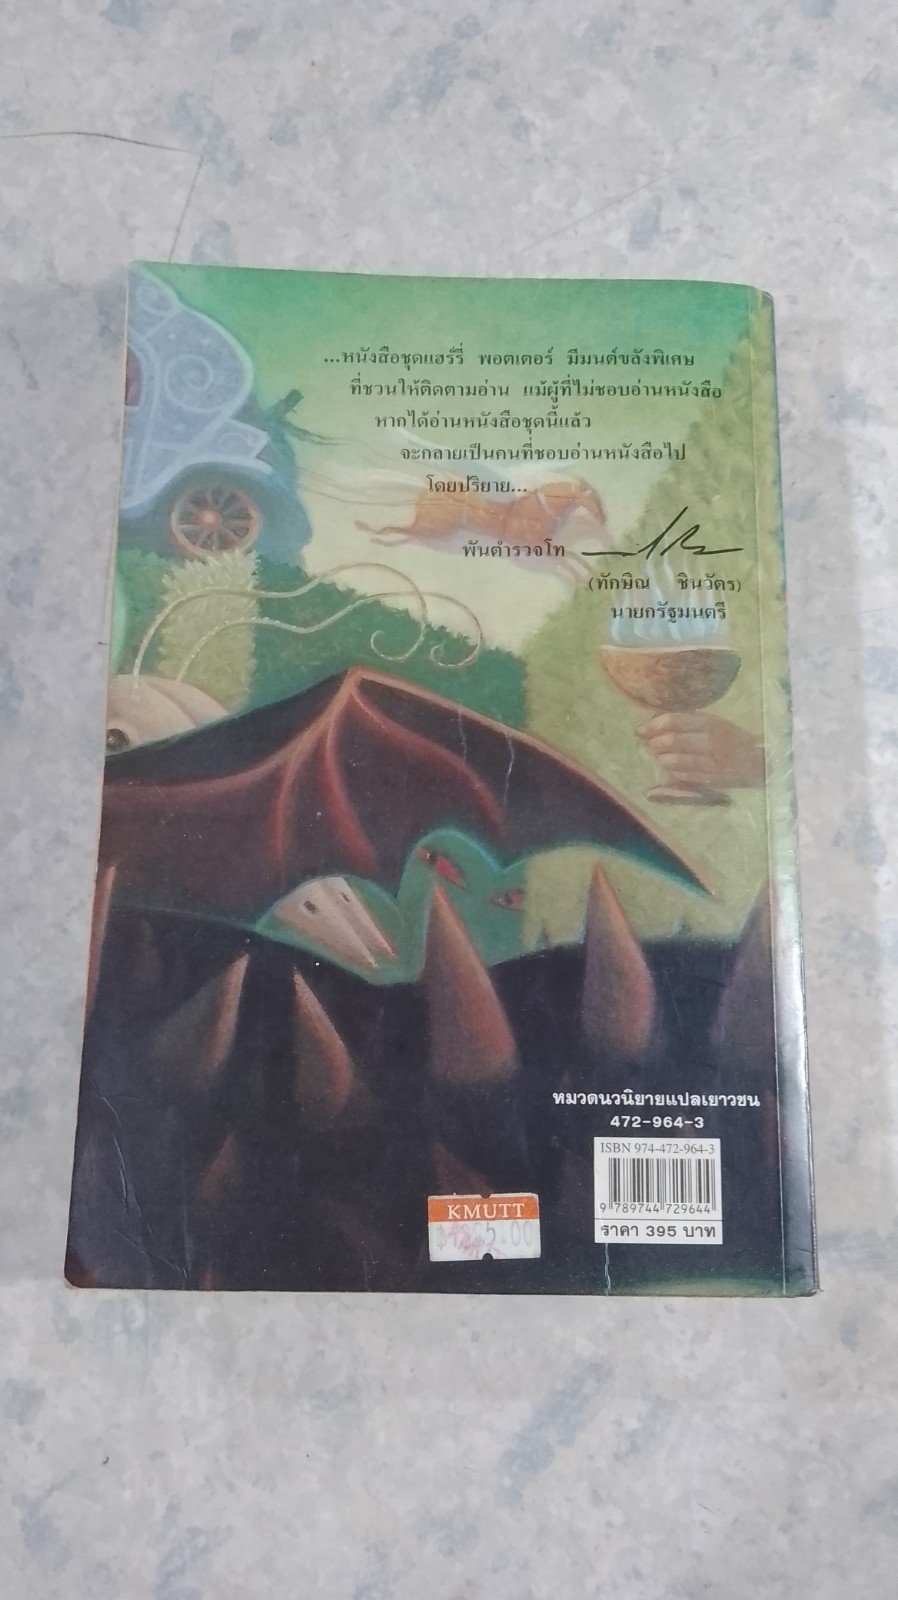 ...หนังสือชุดแฮร์รี่ พอตเตอร์ มีมนต์ขลังพิเศษ
ที่ชวนให้ติดตามอ่าน แม้ผู้ที่ไม่ชอบอ่านหนังสือ
หากได้อ่านหนังสือชุดนี้แล้ว
จะกลายเป็นคนที่ชอบอ่านหนังสือไป
โดยปริยาย...
พันตำรวจโท
(ทักษิณ ชินวัตร)
นายกรัฐมนตรี
หมวดนวนิยายแปลเยาวชน
472-964-3
ISBN 974-472-964-3
9 789744 729644
ราคา 395 บาท
KMUTT